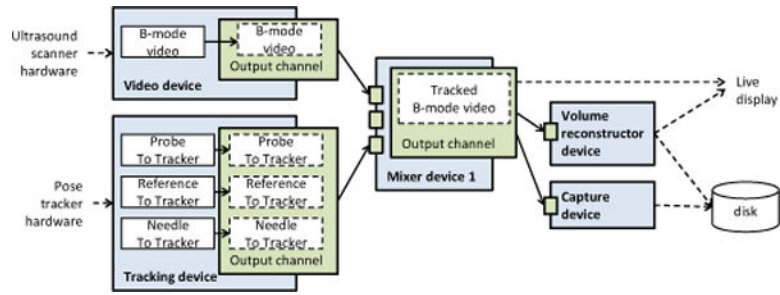 Ultrasound
scanner
hardware
B-mode
video
Video device
B-mode
video
Output channel
Pose
tracker
hardware
Probe
To Tracker
Reference
To Tracker
Needle
To Tracker
Tracking device
Probe
To Tracker
Reference
To Tracker
Needle
To Tracker
Output channel
Tracked
B-mode video
Output channel
Mixer device 1
Volume
reconstructor
device
Capture
device
Live
display
disk